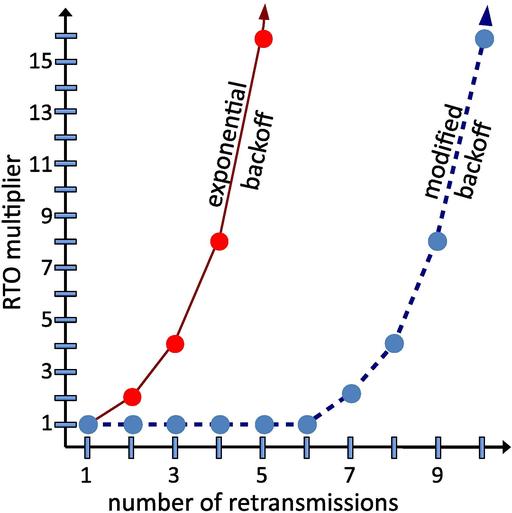 15
13
11
9
7
5
3
1
RTO multiplier
exponential
backoff
modified
backoff
1 3 5 7 9
number of retransmissions